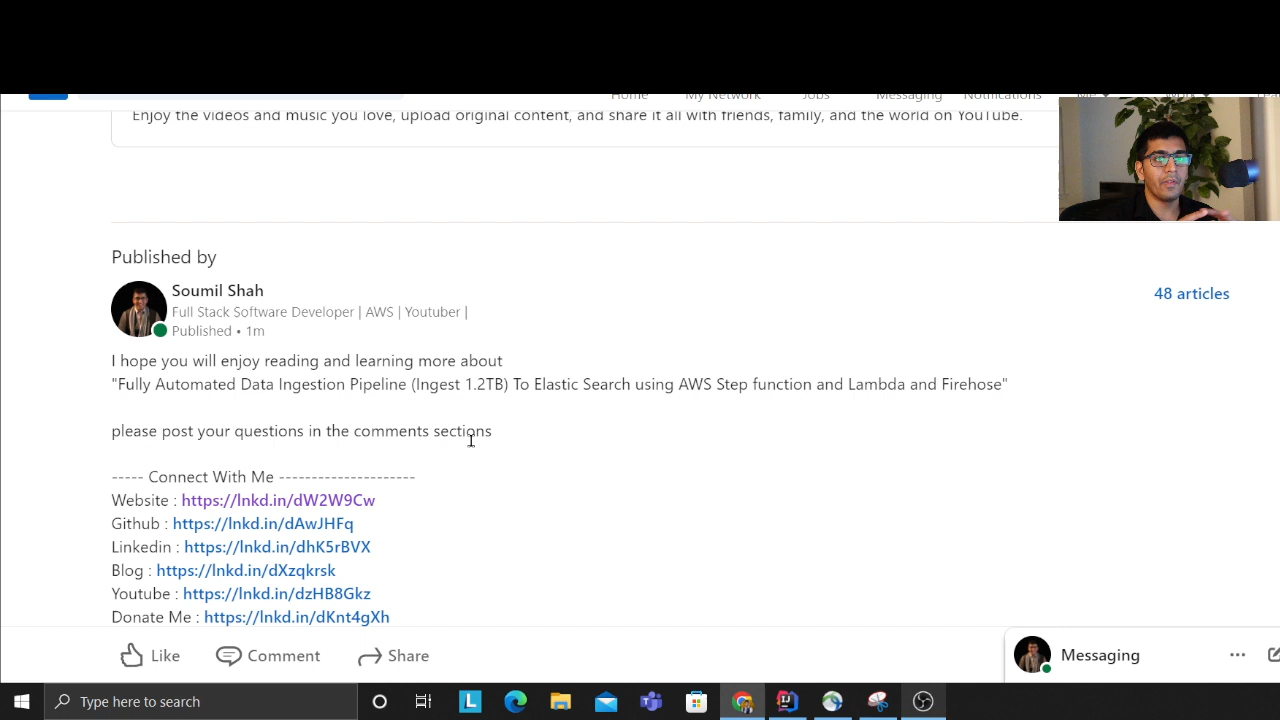 Home My Network Jobs Messaging Notifications
Enjoy the videos and music you love, upload original content, and share it all with friends, family, and the world on YouTube.
Published by
Soumil Shah
48 articles
Full Stack Software Developer | AWS | Youtuber |
Published • 1m
I hope you will enjoy reading and learning more about
"Fully Automated Data Ingestion Pipeline (Ingest 1.2TB) To Elastic Search using AWS Step function and Lambda and Firehose"
please post your questions in the comments sections
----- Connect With Me ---------------------
Website : https://lnkd.in/dW2W9Cw
Github : https://lnkd.in/dAwJHFq
Linkedin : https://lnkd.in/dhK5rBVX
Blog : https://lnkd.in/dXzqkrsk
Youtube : https://lnkd.in/dzHB8Gkz
Donate Me : https://lnkd.in/dKnt4gXh
Like Comment Share
Messaging
Type here to search